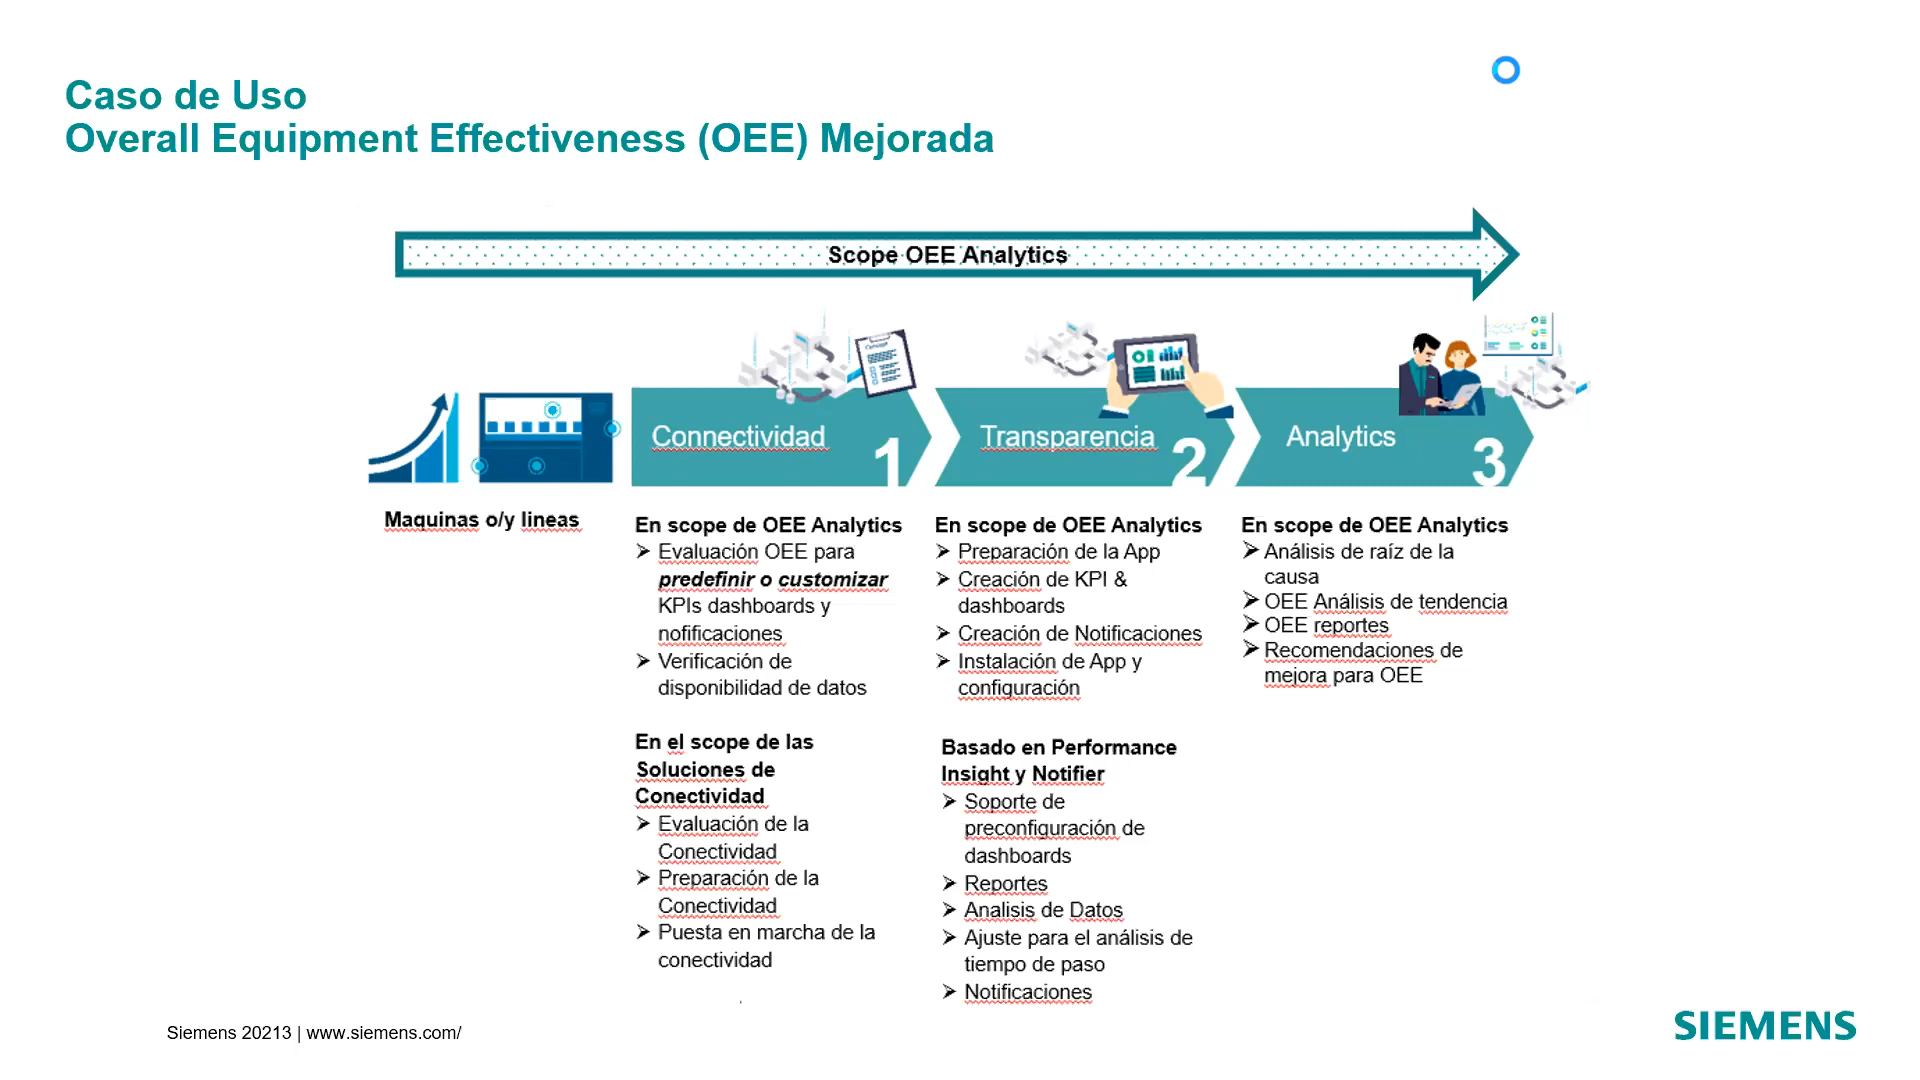 Caso de Uso
Overall Equipment Effectiveness (OEE) Mejorada
Scope OEE Analytics
Connectividad
1
Transparencia
2
Analytics
3
Maquinas o/y lineas
En scope de OEE Analytics
Evaluación OEE para
predefinir o customizar
KPIs dashboards y
nofificaciones
Verificación de
disponibilidad de datos
En el scope de las
Soluciones de
Conectividad
Evaluación de la
Conectividad
Preparación de la
Conectividad
Puesta en marcha de la
conectividad
En scope de OEE Analytics
Preparación de la App
Creación de KPI &
dashboards
Creación de Notificaciones
Instalación de App y
configuración
Basado en Performance
Insight y Notifier
Soporte de
preconfiguración de
dashboards
Reportes
Analisis de Datos
Ajuste para el análisis de
tiempo de paso
Notificaciones
En scope de OEE Analytics
Análisis de raíz de la
causa
OEE Análisis de tendencia
OEE reportes
Recomendaciones de
mejora para OEE
Siemens 20213 | www.siemens.com/
SIEMENS